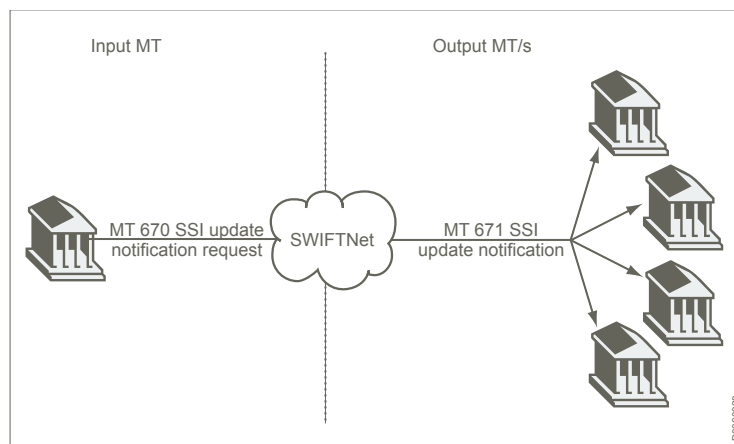 Input MT
Output MT/s
MT 670 SSI update
notification request
SWIFTNet
MT 671 SSI
update notification